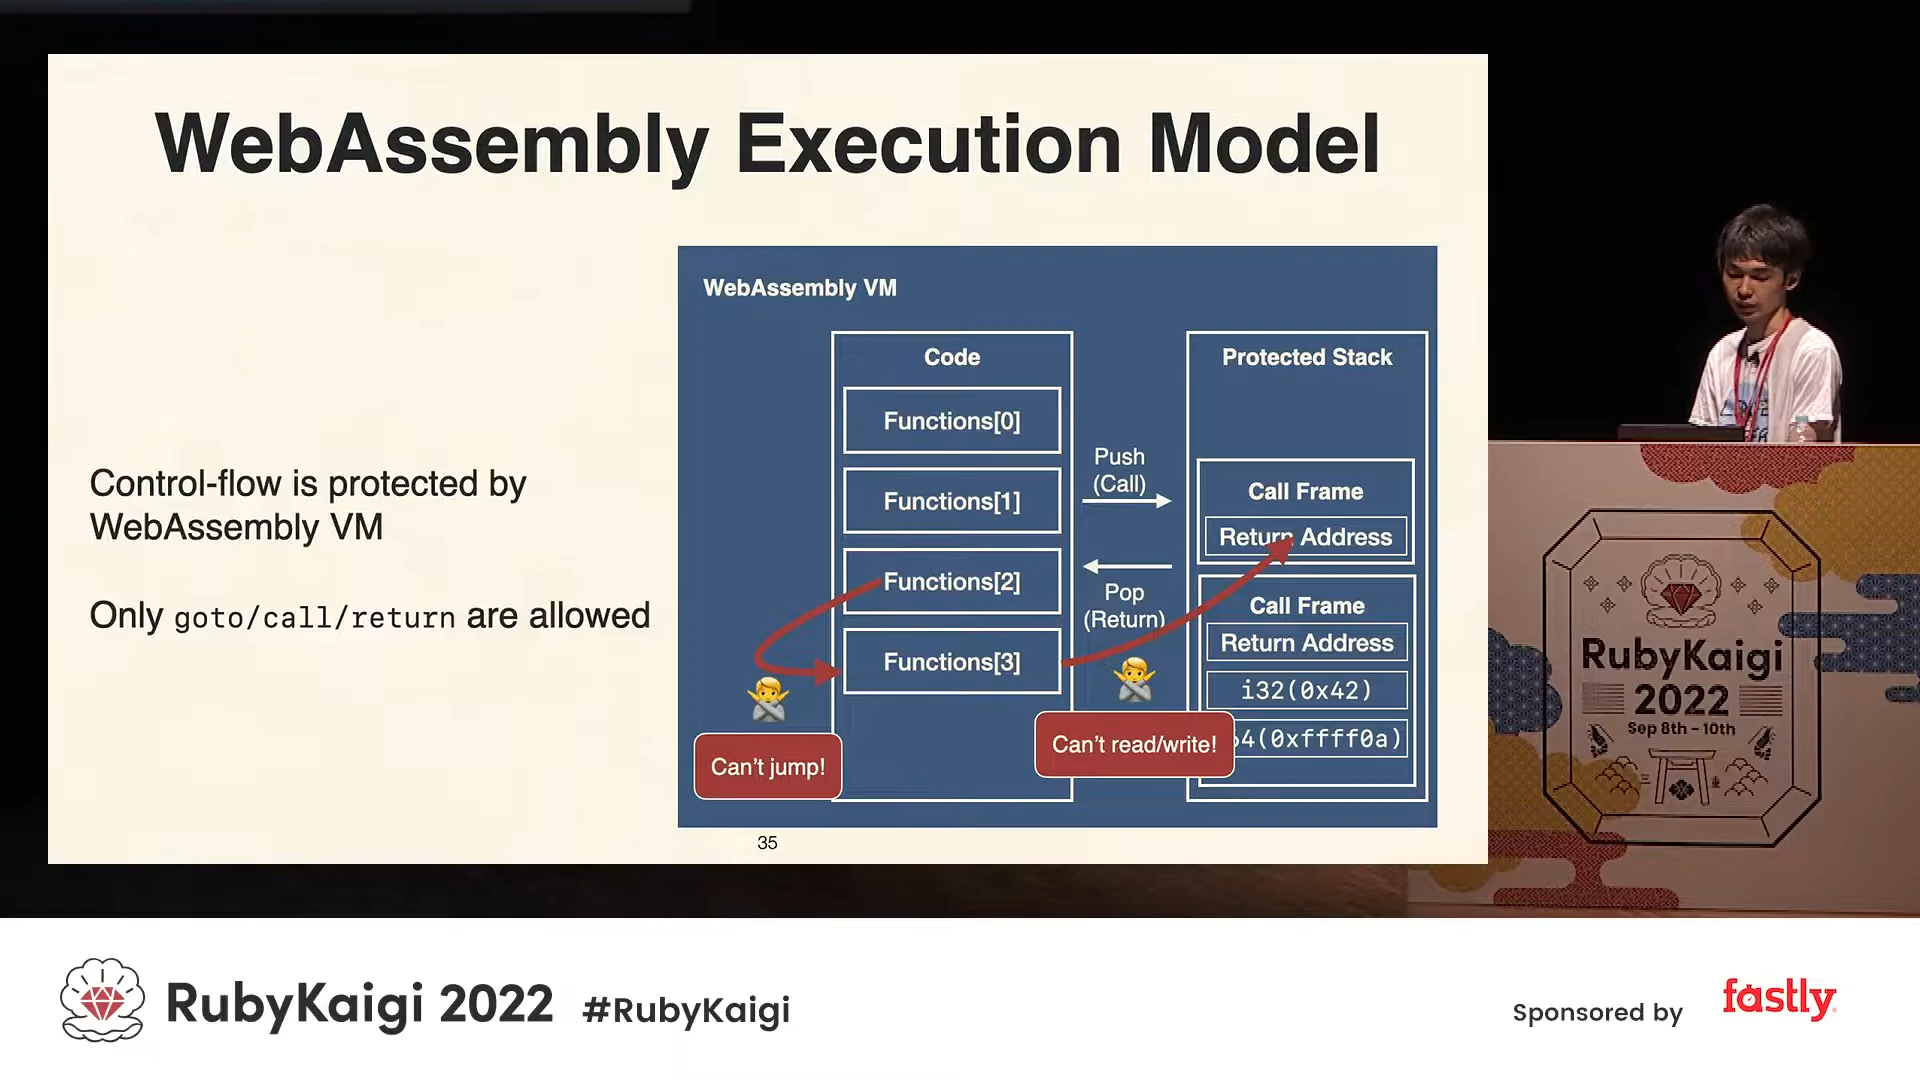 WebAssembly Execution Model
Control-flow is protected by
WebAssembly VM
Only goto/call/return are allowed
WebAssembly VM
Code
Functions[0]
Functions[1]
Functions[2]
Functions[3]
Can't jump!
Push
(Call)
Pop
(Return)
Can't read/write!
Protected Stack
Call Frame
Return Address
Call Frame
Return Address
i32(0x42)
64(0xffff0a)
35
RubyKaigi
2022
Sep 8th - 10th
RubyKaigi 2022 #RubyKaigi
Sponsored by fastly